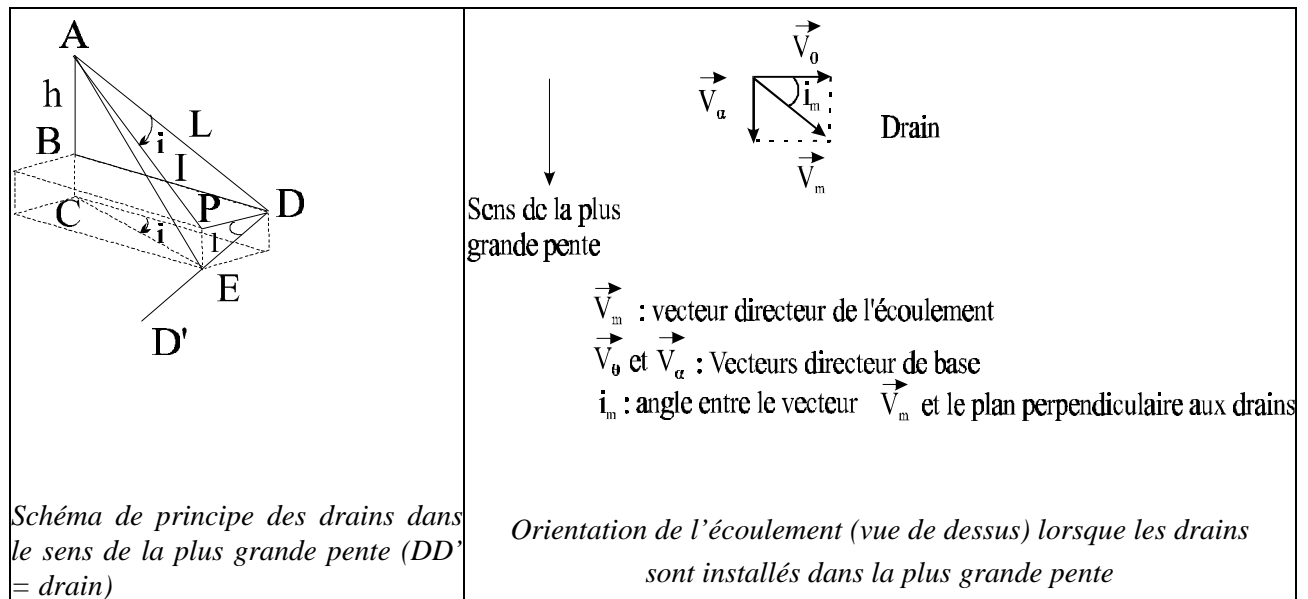 A
h
i
L
B
I
C
P
D
i
l
E
D'
Schéma de principe des drains dans
le sens de la plus grande pente (DD'
= drain)
V₀
V_α
i_m
Drain
V_m
Sens de la plus
grande pente
V_m : vecteur directeur de l'écoulement
V_θ et V_α : Vecteurs directeur de base
i_m : angle entre le vecteur V_m et le plan perpendiculaire aux drains
Orientation de l'écoulement (vue de dessus) lorsque les drains
sont installés dans la plus grande pente